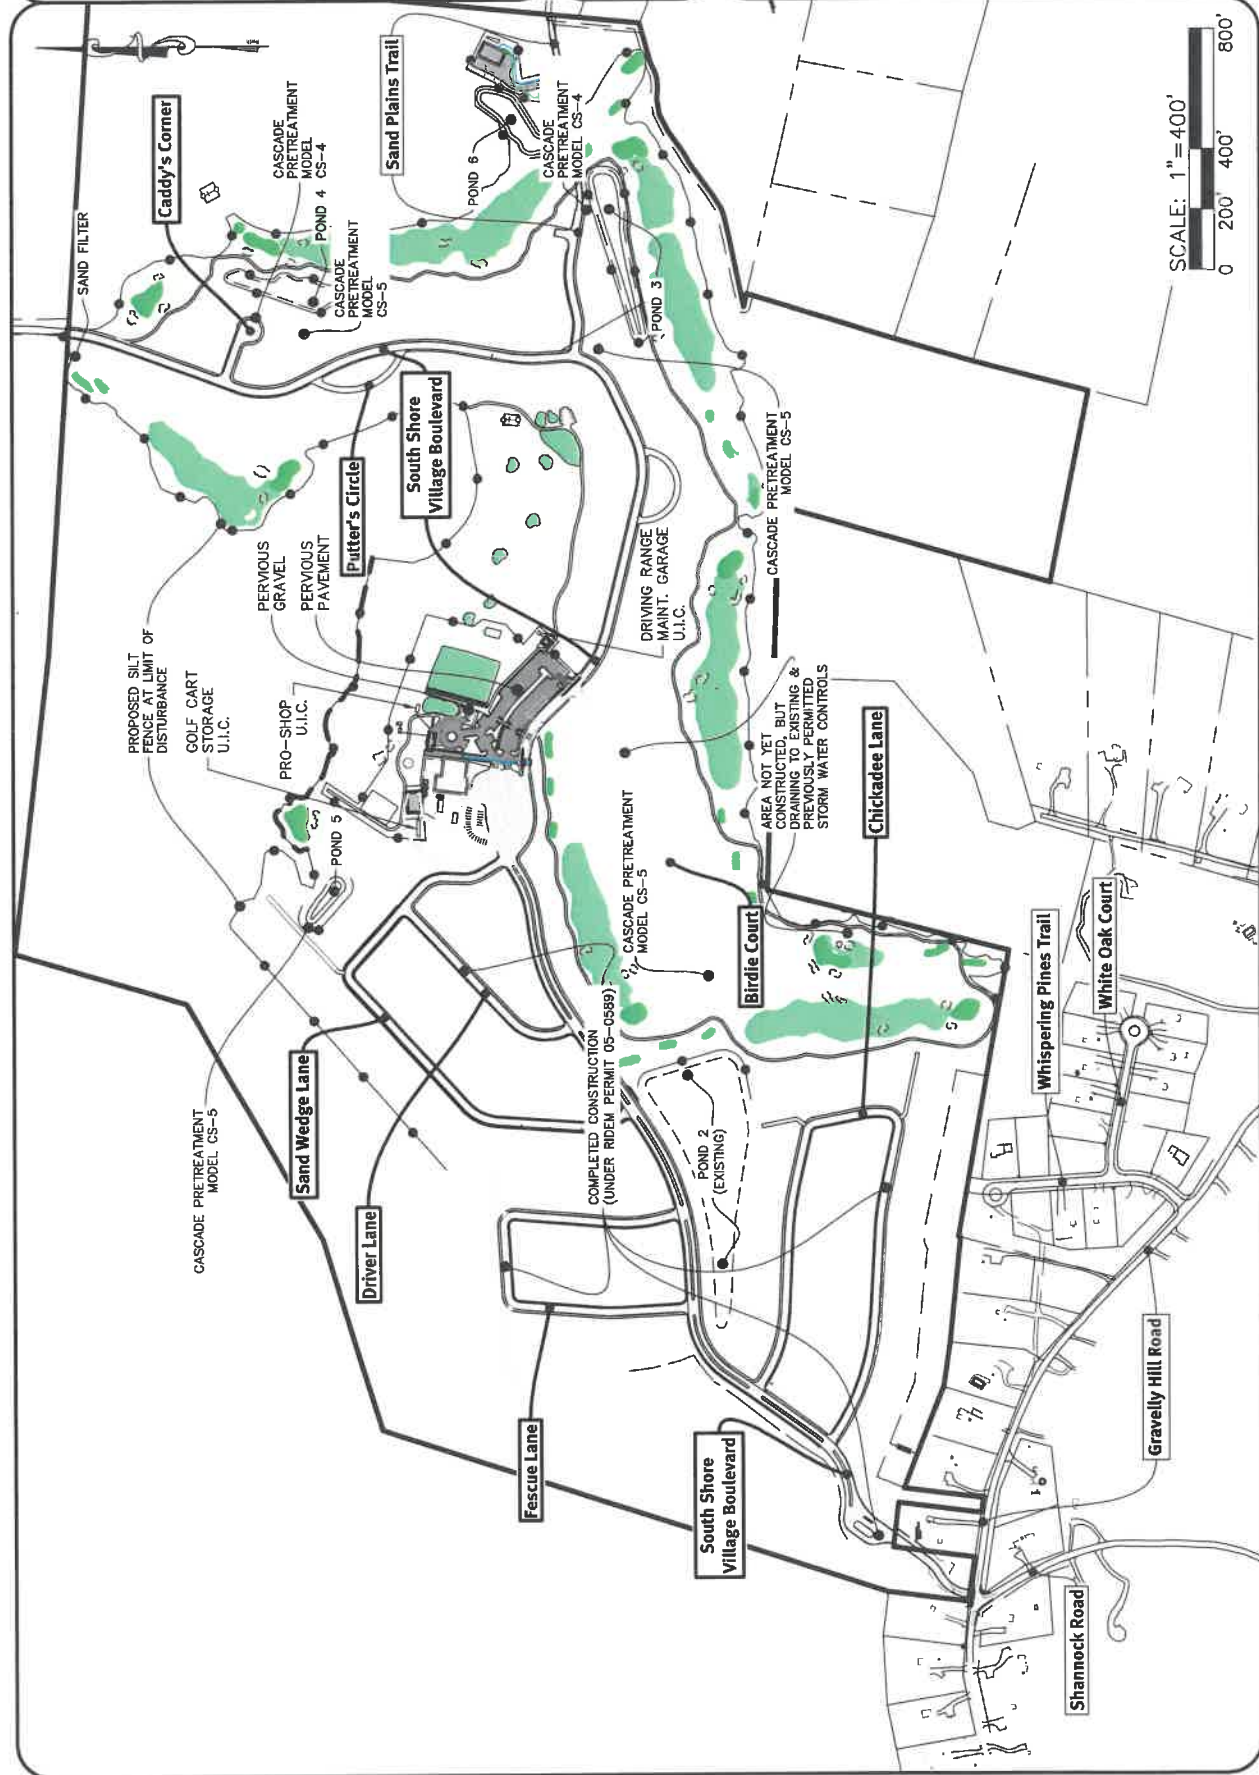 SAND FILTER
Caddy's Corner
CASCADE
PRETREATMENT
MODEL
CS-4
POND 4
CASCADE
PRETREATMENT
MODEL
CS-5
Sand Plains Trail
POND 6
CASCADE
PRETREATMENT
MODEL CS-4
POND 3
SCALE: 1"=400'
0
200'
400'
800'
PROPOSED SILT
FENCE AT LIMIT OF
DISTURBANCE
GOLF CART
STORAGE
U.I.C.
PRO-SHOP
U.I.C.
PERVIOUS
GRAVEL
PERVIOUS
PAVEMENT
Putter's Circle
South Shore
Village Boulevard
DRIVING RANGE
MAINT. GARAGE
U.I.C.
CASCADE PRETREATMENT
MODEL CS-5
POND 5
CASCADE PRETREATMENT
MODEL CS-5
AREA NOT YET
CONSTRUCTED, BUT
DRAINING TO EXISTING &
PREVIOUSLY PERMITTED
STORM WATER CONTROLS
CASCADE PRETREATMENT
MODEL CS-5
Sand Wedge Lane
Driver Lane
COMPLETED CONSTRUCTION
(UNDER RIDEM PERMIT 05-0589)
Birdie Court
Chickadee Lane
POND 2
(EXISTING)
Whispering Pines Trail
White Oak Court
Fescue Lane
South Shore
Village Boulevard
Gravelly Hill Road
Shannock Road